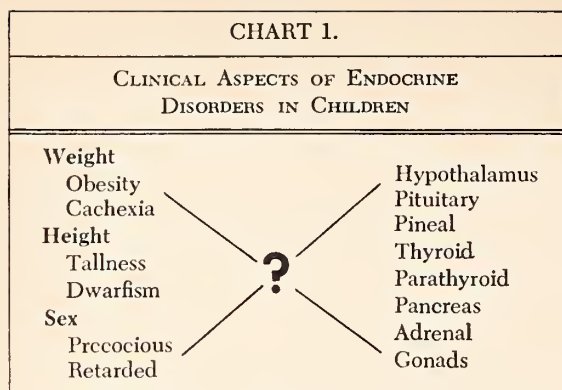 CHART 1.
CLINICAL ASPECTS OF ENDOCRINE
DISORDERS IN CHILDREN
Weight
Obesity
Cachexia
Height
Tallness
Dwarfism
Sex
Precocious
Retarded
?
Hypothalamus
Pituitary
Pineal
Thyroid
Parathyroid
Pancreas
Adrenal
Gonads